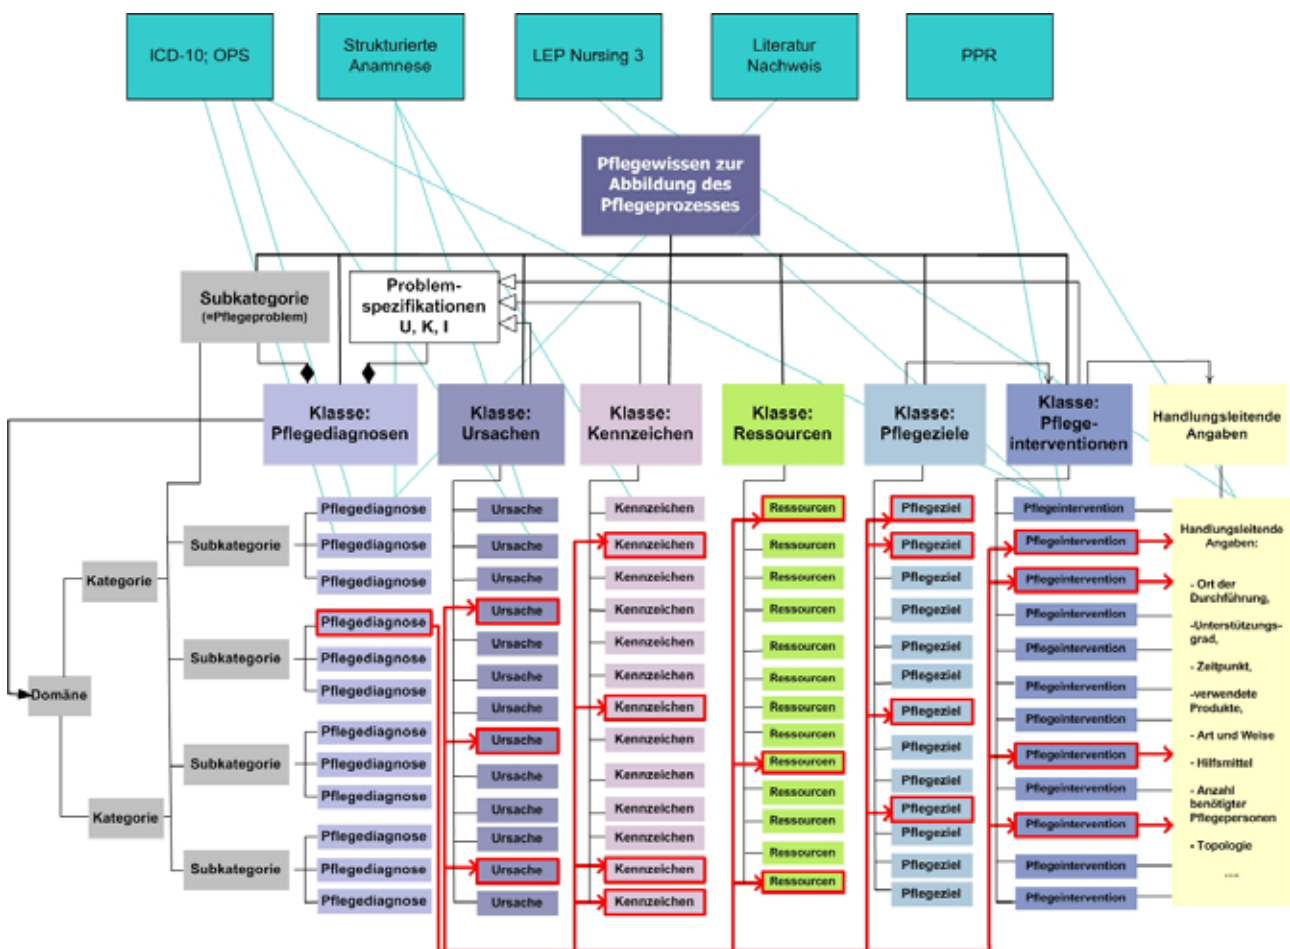 ICD-10; OPS
Strukturierte
Anamnese
LEP Nursing 3
Literatur
Nachweis
PPR
Pflegewissen zur
Abbildung des
Pflegeprozesses
Subkategorie
(=Pflegeproblem)
Problem-
spezifikationen
U, K, I
Klasse:
Pflegediagnosen
Klasse:
Ursachen
Klasse:
Kennzeichen
Klasse:
Ressourcen
Klasse:
Pflegeziele
Klasse:
Pflege-
interventionen
Handlungsleitende
Angaben
Domäne
Kategorie
Kategorie
Subkategorie
Subkategorie
Subkategorie
Subkategorie
Pflegediagnose
Pflegediagnose
Pflegediagnose
Pflegediagnose
Pflegediagnose
Pflegediagnose
Pflegediagnose
Pflegediagnose
Pflegediagnose
Pflegediagnose
Pflegediagnose
Pflegediagnose
Ursache
Ursache
Ursache
Ursache
Ursache
Ursache
Ursache
Ursache
Ursache
Ursache
Ursache
Ursache
Ursache
Kennzeichen
Kennzeichen
Kennzeichen
Kennzeichen
Kennzeichen
Kennzeichen
Kennzeichen
Kennzeichen
Kennzeichen
Kennzeichen
Kennzeichen
Kennzeichen
Kennzeichen
Ressourcen
Ressourcen
Ressourcen
Ressourcen
Ressourcen
Ressourcen
Ressourcen
Ressourcen
Ressourcen
Ressourcen
Ressourcen
Ressourcen
Ressourcen
Pflegeziel
Pflegeziel
Pflegeziel
Pflegeziel
Pflegeziel
Pflegeziel
Pflegeziel
Pflegeziel
Pflegeziel
Pflegeziel
Pflegeziel
Pflegeziel
Pflegeziel
Pflegeintervention
Pflegeintervention
Pflegeintervention
Pflegeintervention
Pflegeintervention
Pflegeintervention
Pflegeintervention
Pflegeintervention
Pflegeintervention
Pflegeintervention
Pflegeintervention
Pflegeintervention
Handlungsleitende
Angaben:
- Ort der
Durchführung,
-Unterstützungs-
grad,
- Zeitpunkt,
-verwendete
Produkte,
- Art und Weise
- Hilfsmittel
- Anzahl
benötigter
Pflegepersonen
- Topologie
....